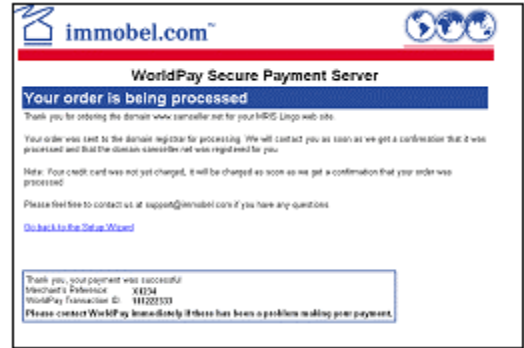 immobel.com™
WorldPay Secure Payment Server
Your order is being processed
Thank you for ordering the domain www.samseller.net for your MRIS Lingo web site.
Your order was sent to the domain registrar for processing. We will contact you as soon as we get a confirmation that it was
processed and that the domain samseller.net was registered for you
Note: Your credit card was not yet charged, it will be charged as soon as we get a confirmation that your order was
processed
Please feel free to contact us at support@immobel.com if you have any questions
Go back to the Setup Wizard
Thank you, your payment was successful
Merchant's Reference: X1234
WorldPay Transaction ID: 111222333
Please contact WorldPay immediately if there has been a problem making your payment.